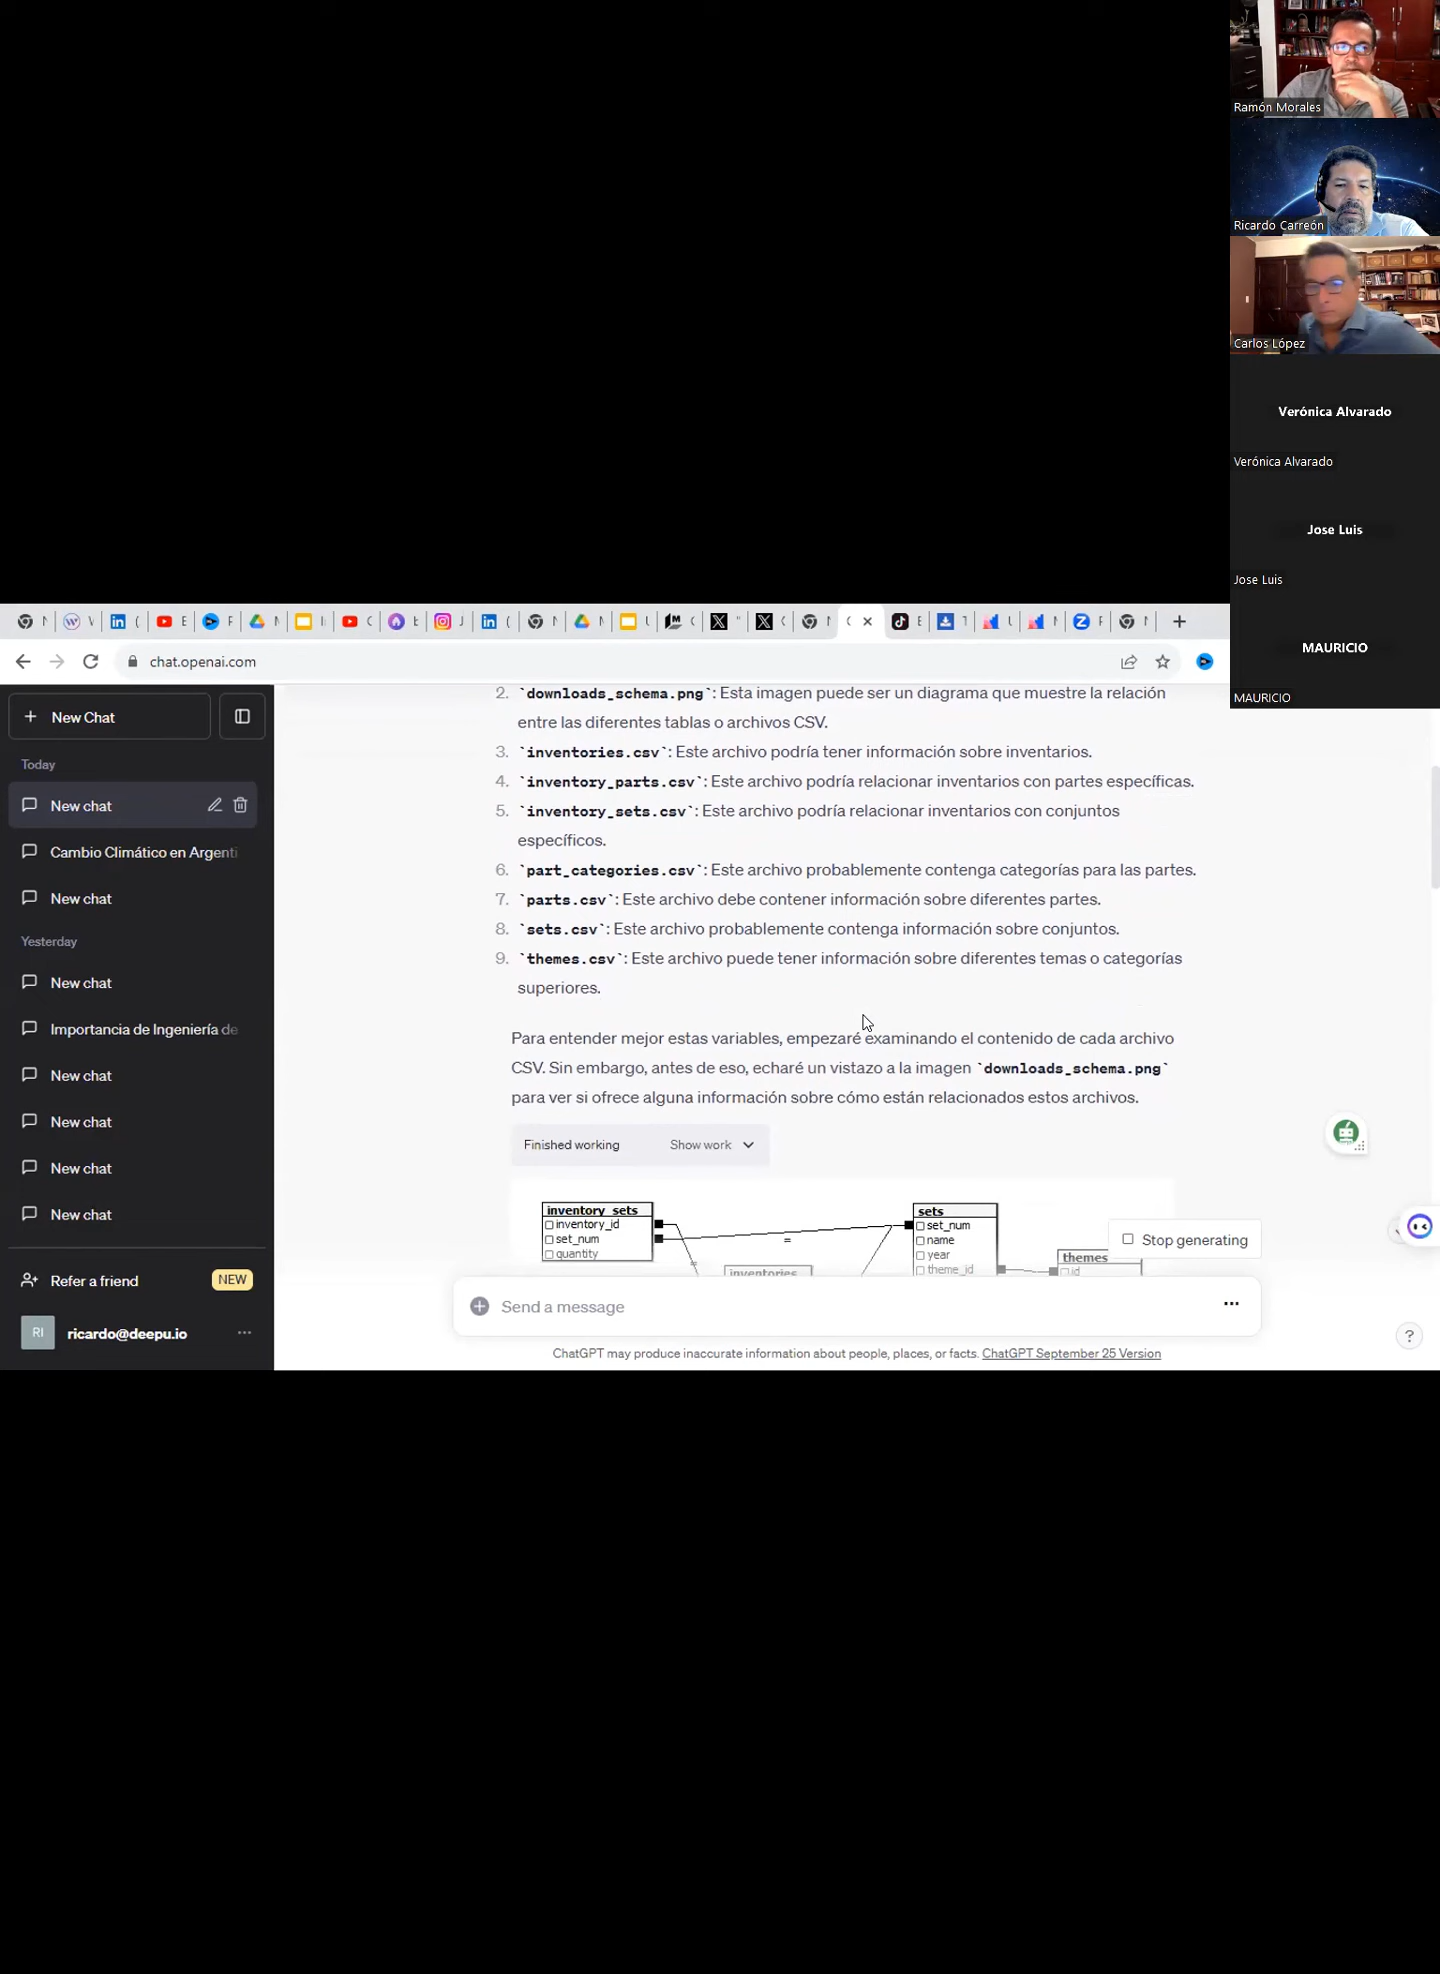 Ramón Morales
Ricardo Carreón
Carlos López
Verónica Alvarado
Verónica Alvarado
Jose Luis
Jose Luis
MAURICIO
MAURICIO
chat.openai.com
New Chat
Today
New chat
Cambio Climático en Argenti
New chat
Yesterday
New chat
Importancia de Ingeniería de
New chat
New chat
New chat
New chat
Refer a friend NEW
RI ricardo@deepu.io
2. `downloads_schema.png`: Esta imagen puede ser un diagrama que muestre la relación
entre las diferentes tablas o archivos CSV.
3. `inventories.csv`: Este archivo podría tener información sobre inventarios.
4. `inventory_parts.csv`: Este archivo podría relacionar inventarios con partes específicas.
5. `inventory_sets.csv`: Este archivo podría relacionar inventarios con conjuntos
específicos.
6. `part_categories.csv`: Este archivo probablemente contenga categorías para las partes.
7. `parts.csv`: Este archivo debe contener información sobre diferentes partes.
8. `sets.csv`: Este archivo probablemente contenga información sobre conjuntos.
9. `themes.csv`: Este archivo puede tener información sobre diferentes temas o categorías
superiores.
Para entender mejor estas variables, empezaré examinando el contenido de cada archivo
CSV. Sin embargo, antes de eso, echaré un vistazo a la imagen `downloads_schema.png`
para ver si ofrece alguna información sobre cómo están relacionados estos archivos.
Finished working Show work
inventory_sets
inventory_id
set_num
quantity
inventories
sets
set_num
name
year
theme_id
themes
id
Stop generating
Send a message
ChatGPT may produce inaccurate information about people, places, or facts. ChatGPT September 25 Version
?